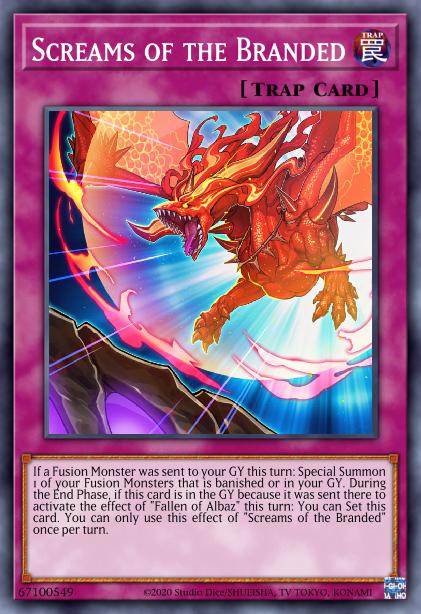 SCREAMS OF THE BRANDED
TRAP
罠
[TRAP CARD]
If a Fusion Monster was sent to your GY this turn: Special Summon
1 of your Fusion Monsters that is banished or in your GY. During
the End Phase, if this card is in the GY because it was sent there to
activate the effect of "Fallen of Albaz" this turn: You can Set this
card. You can only use this effect of "Screams of the Branded"
once per turn.
67100549
©2020 Studio Dice/SHUEISHA, TV TOKYO, KONAMI